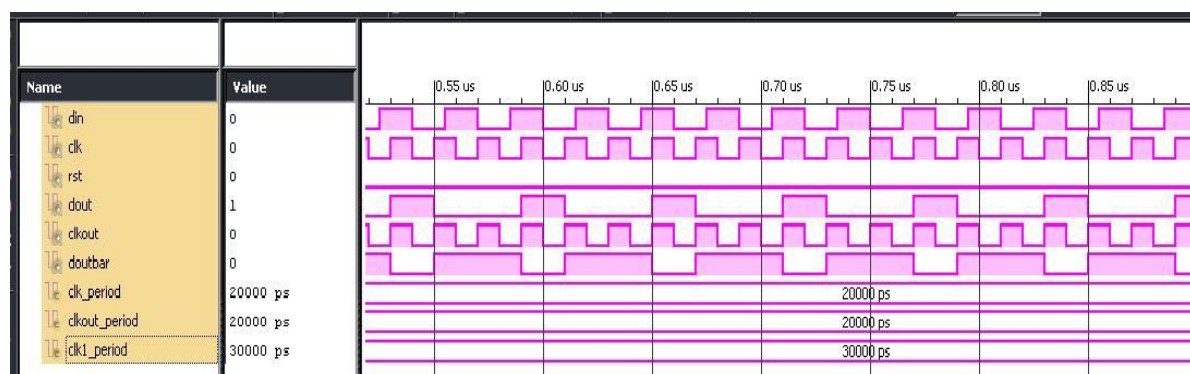 Name Value 0.55 us 0.60 us 0.65 us 0.70 us 0.75 us 0.80 us 0.85 us
din 0
clk 0
rst 0
dout 1
clkout 0
doutbar 0
clk_period 20000 ps 20000 ps
clkout_period 20000 ps 20000 ps
clk1_period 30000 ps 30000 ps